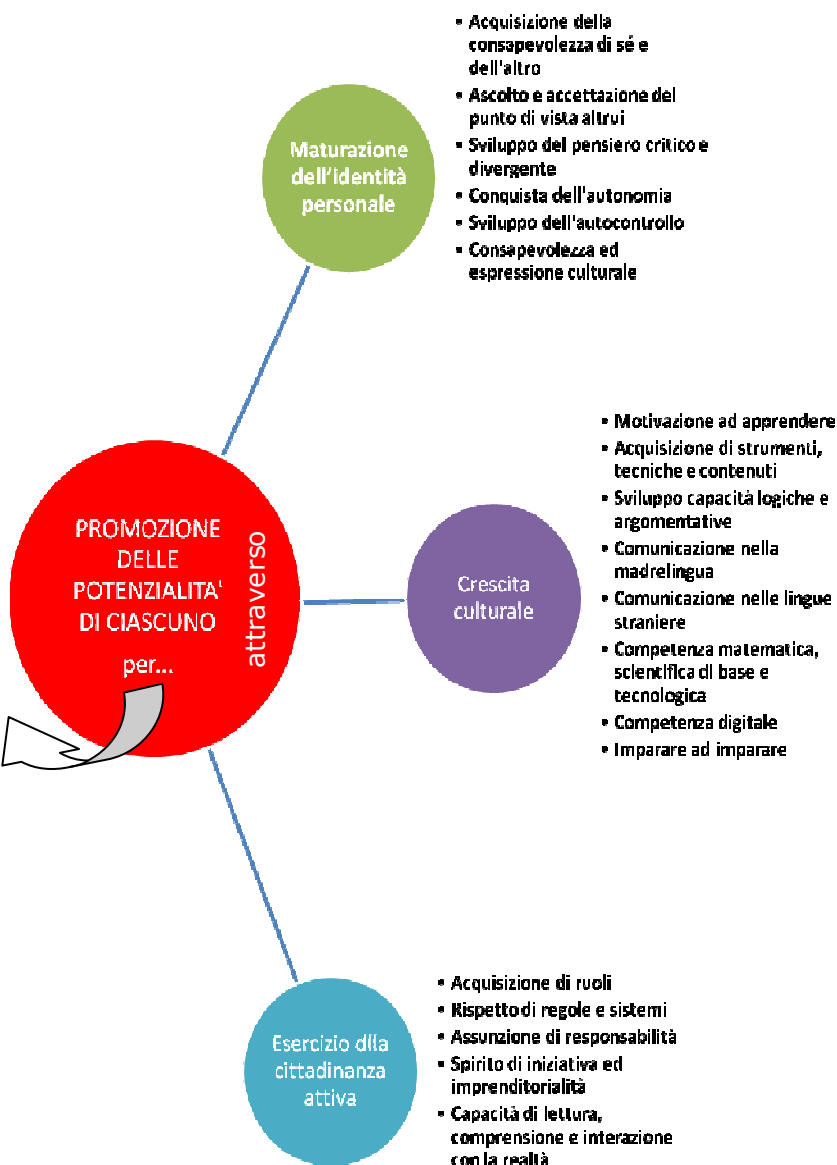 • Acquisizione della
consapevolezza di sé e
dell'altro
• Ascolto e accettazione del
punto di vista altrui
• Sviluppo del pensiero critico e
divergente
• Conquista dell'autonomia
• Sviluppo dell'autocontrollo
• Consapevolezza ed
espressione culturale
Maturazione
dell'identità
personale
• Motivazione ad apprendere
• Acquisizione di strumenti,
tecniche e contenuti
• Sviluppo capacità logiche e
argomentative
• Comunicazione nella
madrelingua
• Comunicazione nelle lingue
straniere
• Competenza matematica,
scientifica di base e
tecnologica
• Competenza digitale
• Imparare ad imparare
PROMOZIONE
DELLE
POTENZIALITA'
DI CIASCUNO
per...
attraverso
Crescita
culturale
Esercizio dlla
cittadinanza
attiva
• Acquisizione di ruoli
• Rispetto di regole e sistemi
• Assunzione di responsabilità
• Spirito di iniziativa ed
imprenditorialità
• Capacità di lettura,
comprensione e interazione
con la realtà